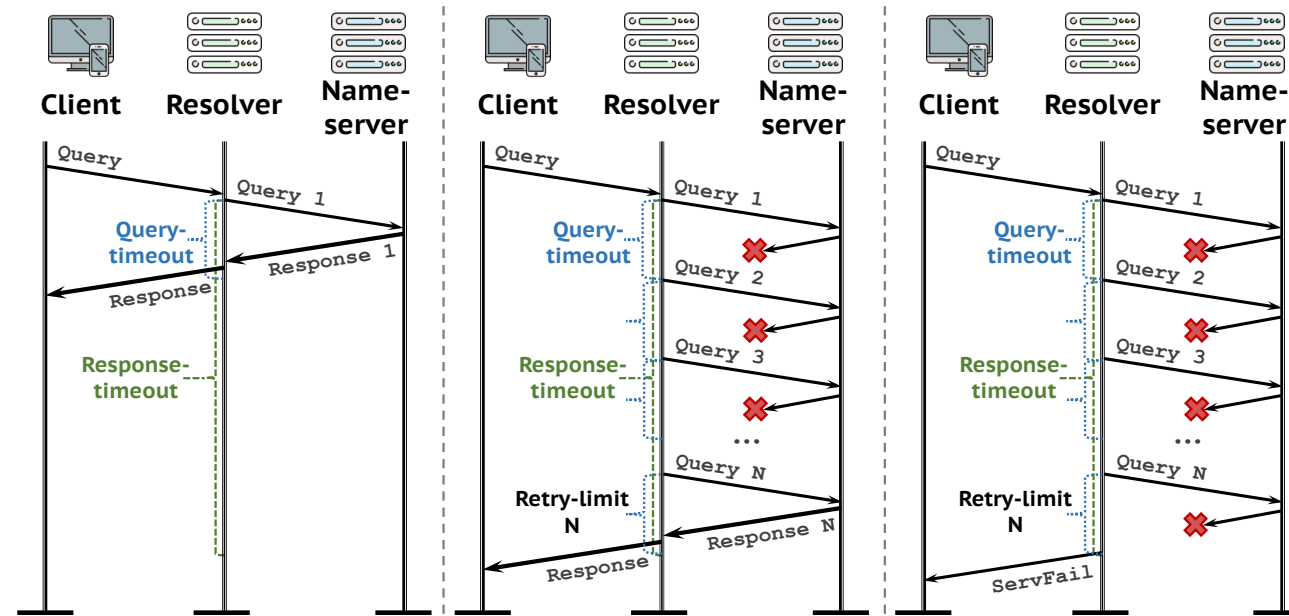 Client
Resolver
Name-
server
Query
Query 1
Query-
timeout
Response 1
Response
Response-
timeout
Client
Resolver
Name-
server
Query
Query 1
Query-
timeout
Query 2
Query 3
Response-
timeout
...
Query N
Retry-limit
N
Response N
Response
Client
Resolver
Name-
server
Query
Query 1
Query-
timeout
Query 2
Query 3
Response-
timeout
...
Query N
Retry-limit
N
ServFail